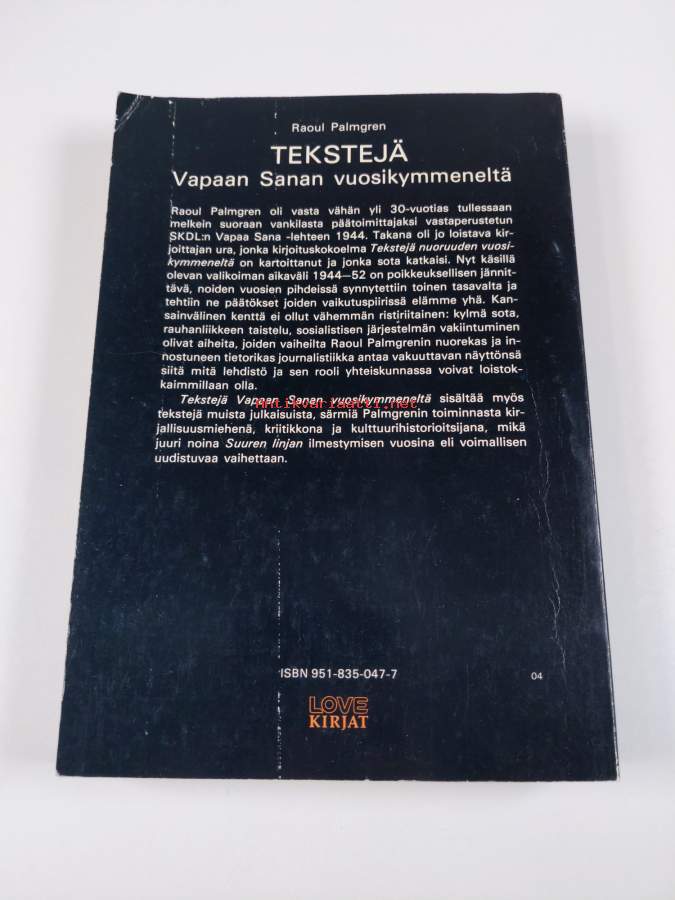 Raoul Palmgren
TEKSTEJÄ
Vapaan Sanan vuosikymmeneltä
Raoul Palmgren oli vasta vähän yli 30-vuotias tullessaan
melkein suoraan vankilasta päätoimittajaksi vastaperustetun
SKDL:n Vapaa Sana -lehteen 1944. Takana oli jo loistava kir-
joittajan ura, jonka kirjoituskokoelma Tekstejä nuoruuden vuosi-
kymmeneltä on kartoittanut ja jonka sota katkaisi. Nyt käsillä
olevan valikoiman aikaväli 1944—52 on poikkeuksellisen jännit-
tävä, noiden vuosien pihdeissä synnytettiin toinen tasavalta ja
tehtiin ne päätökset joiden vaikutuspiirissä elämme yhä. Kan-
sainvälinen kenttä ei ollut vähemmän ristiriitainen: kylmä sota,
rauhanliikkeen taistelu, sosialistisen järjestelmän vakiintuminen
olivat aiheita, joiden vaiheilta Raoul Palmgrenin nuorekas ja in-
nostuneen tietorikas journalistiikka antaa vakuuttavan näyttönsä
siitä mitä lehdistö ja sen rooli yhteiskunnassa voivat loistok-
kaimmillaan olla.
Tekstejä Vapaan Sanan vuosikymmeneltä sisältää myös
tekstejä muista julkaisuista, särmiä Palmgrenin toiminnasta kir-
jallisuusmiehenä, kriitikkona ja kulttuurihistorioitsijana, mikä
juuri noina Suuren linjan ilmestymisen vuosina eli voimallisen
uudistuvaa vaihettaan.
Antikvariaatti.net
ISBN 951-835-047-7
04
LOVE
KIRJAT